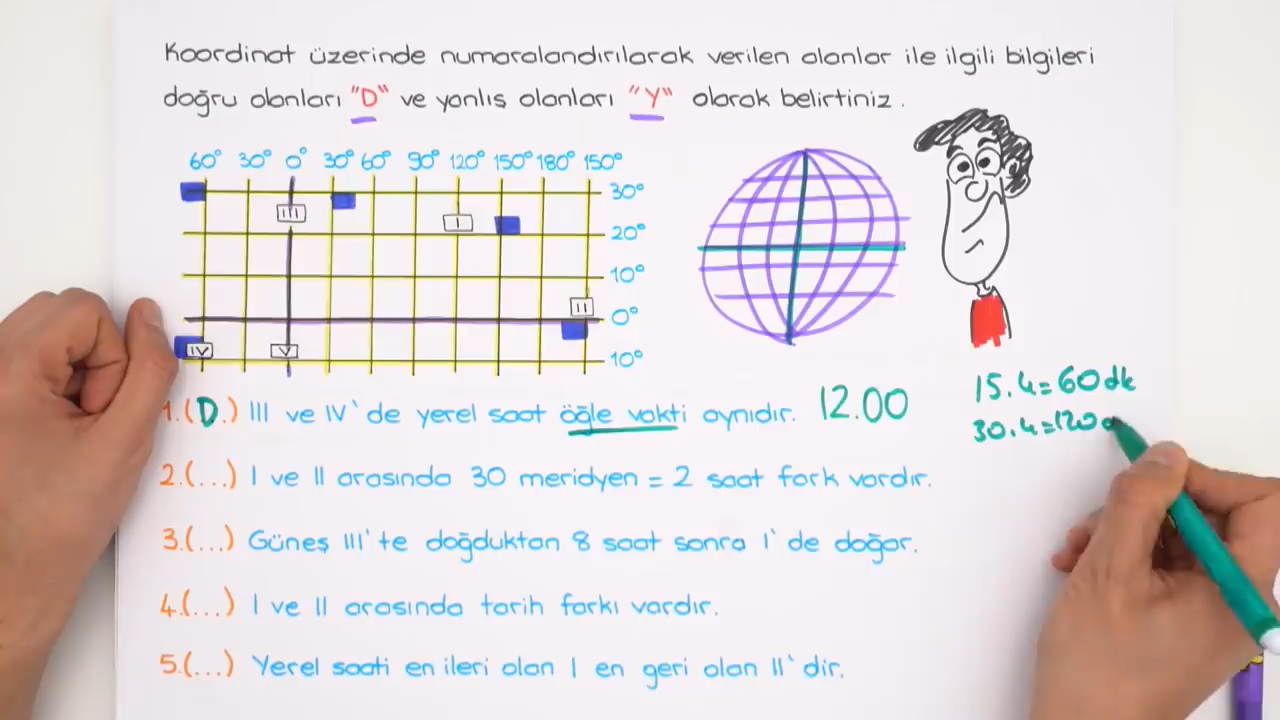 Koordinat üzerinde numaralandırılarak verilen alanlar ile ilgili bilgileri
doğru olanları "D" ve yanlış olanları "Y" olarak belirtiniz.
60° 30° 0° 30° 60° 90° 120° 150° 180° 150°
30°
III
I
20°
10°
II
0°
IV
V
10°
1.(D.) III ve IV'de yerel saat öğle vakti aynıdır. 12.00
15.4=60dk
30.4=120
2.(...) I ve II arasında 30 meridyen = 2 saat fark vardır.
3.(...) Güneş III'te doğduktan 8 saat sonra I'de doğar.
4.(...) I ve II arasında tarih farkı vardır.
5.(...) Yerel saati en ileri olan I en geri olan II'dir.